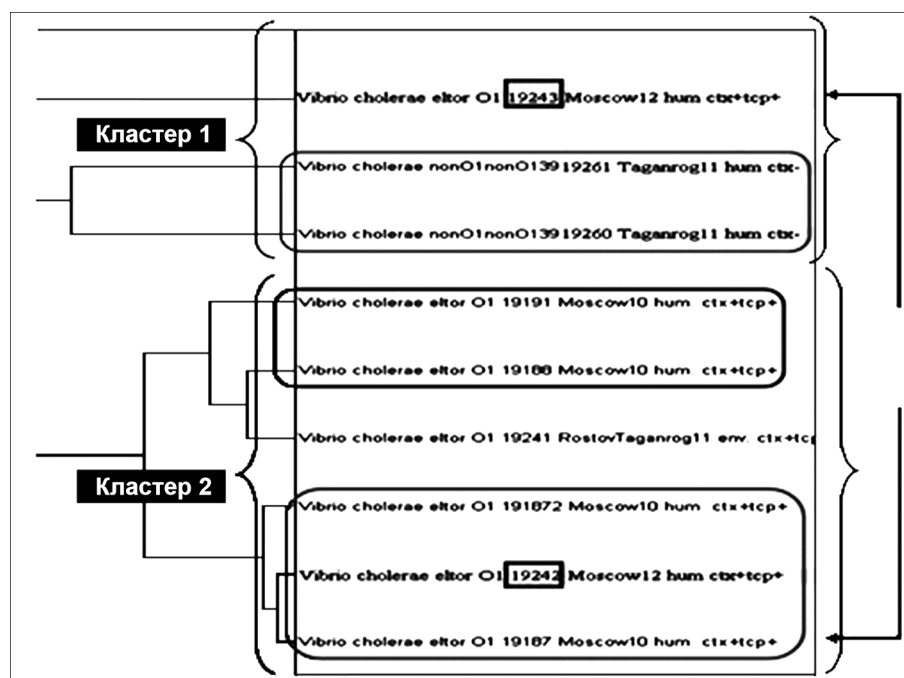 Vibrio cholerae eltor O1 19243 Moscow12 hum ctx+tcp+
Кластер 1
Vibrio cholerae nonO1nonO139 19261 Taganrog11 hum ctx-
Vibrio cholerae nonO1nonO139 19260 Taganrog11 hum ctx-
Vibrio cholerae eltor O1 19191 Moscow10 hum ctx+tcp+
Vibrio cholerae eltor O1 19188 Moscow10 hum ctx+tcp+
Vibrio cholerae eltor O1 19241 RostovTaganrog11 env. ctx+tcp
Кластер 2
Vibrio cholerae eltor O1 191872 Moscow10 hum ctx+tcp+
Vibrio cholerae eltor O1 19242 Moscow12 hum ctx+tcp+
Vibrio cholerae eltor O1 19187 Moscow10 hum ctx+tcp+